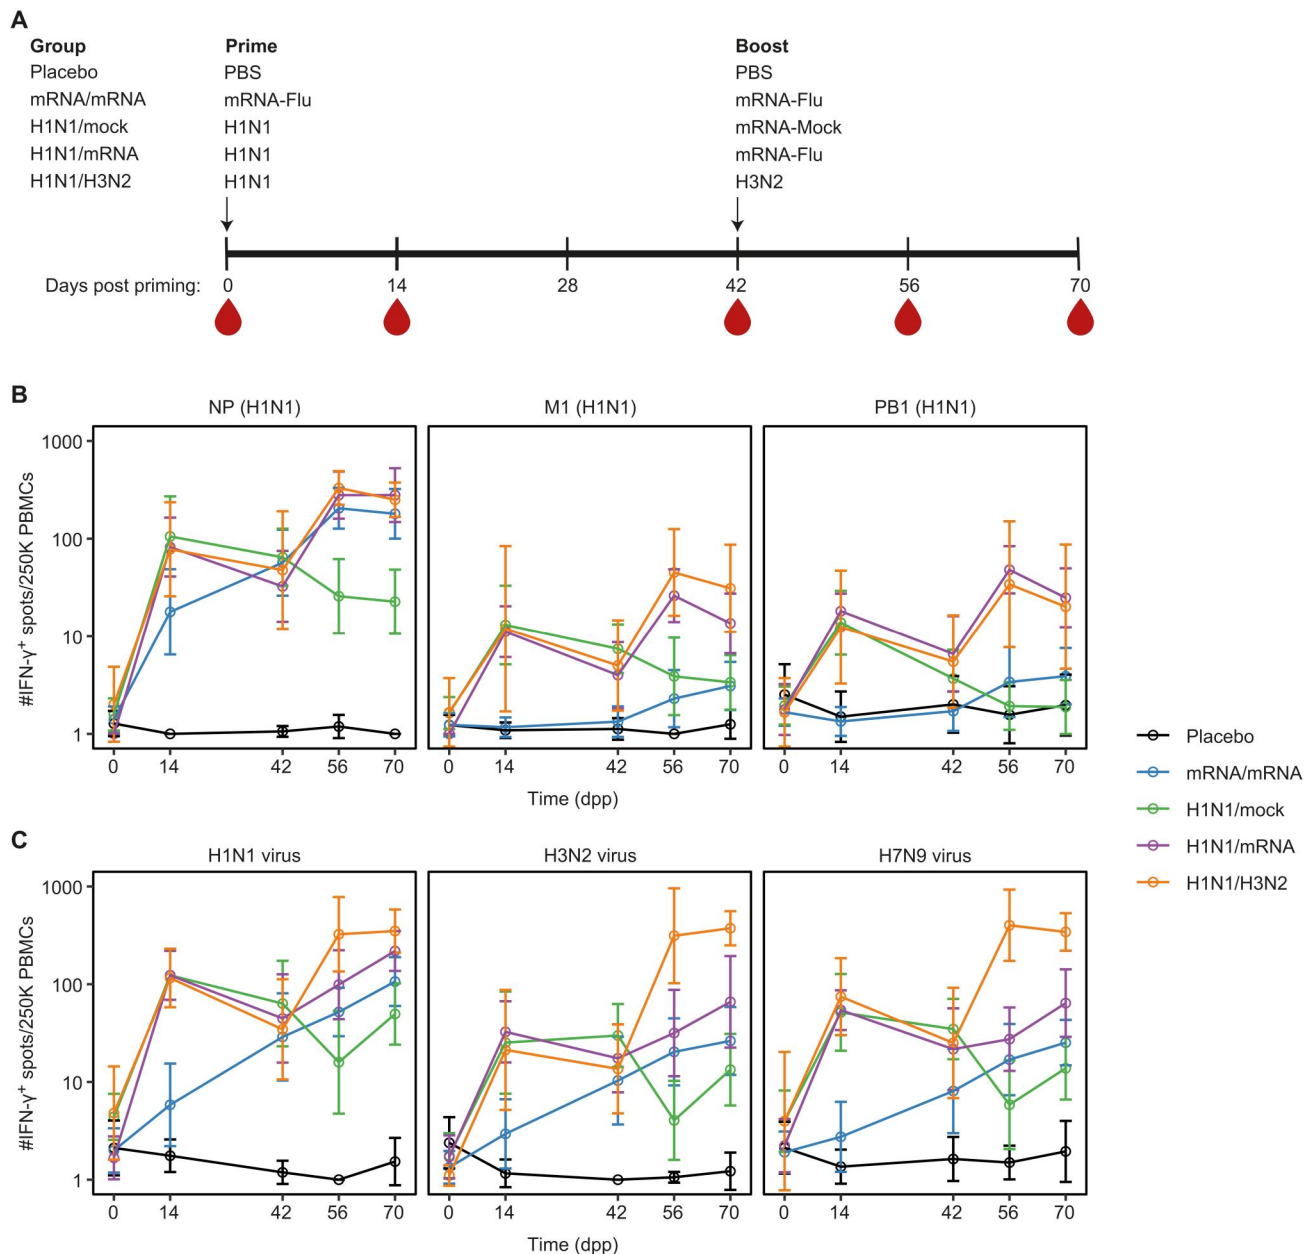 A
Group Prime Boost
Placebo PBS PBS
mRNA/mRNA mRNA-Flu mRNA-Flu
H1N1/mock H1N1 mRNA-Mock
H1N1/mRNA H1N1 mRNA-Flu
H1N1/H3N2 H1N1 H3N2
Days post priming: 0 14 28 42 56 70
B
NP (H1N1) M1 (H1N1) PB1 (H1N1)
#IFN-γ⁺ spots/250K PBMCs
1000
100
10
1
0 14 42 56 70 0 14 42 56 70 0 14 42 56 70
Time (dpp)
Placebo
mRNA/mRNA
H1N1/mock
H1N1/mRNA
H1N1/H3N2
C
H1N1 virus H3N2 virus H7N9 virus
#IFN-γ⁺ spots/250K PBMCs
1000
100
10
1
0 14 42 56 70 0 14 42 56 70 0 14 42 56 70
Time (dpp)